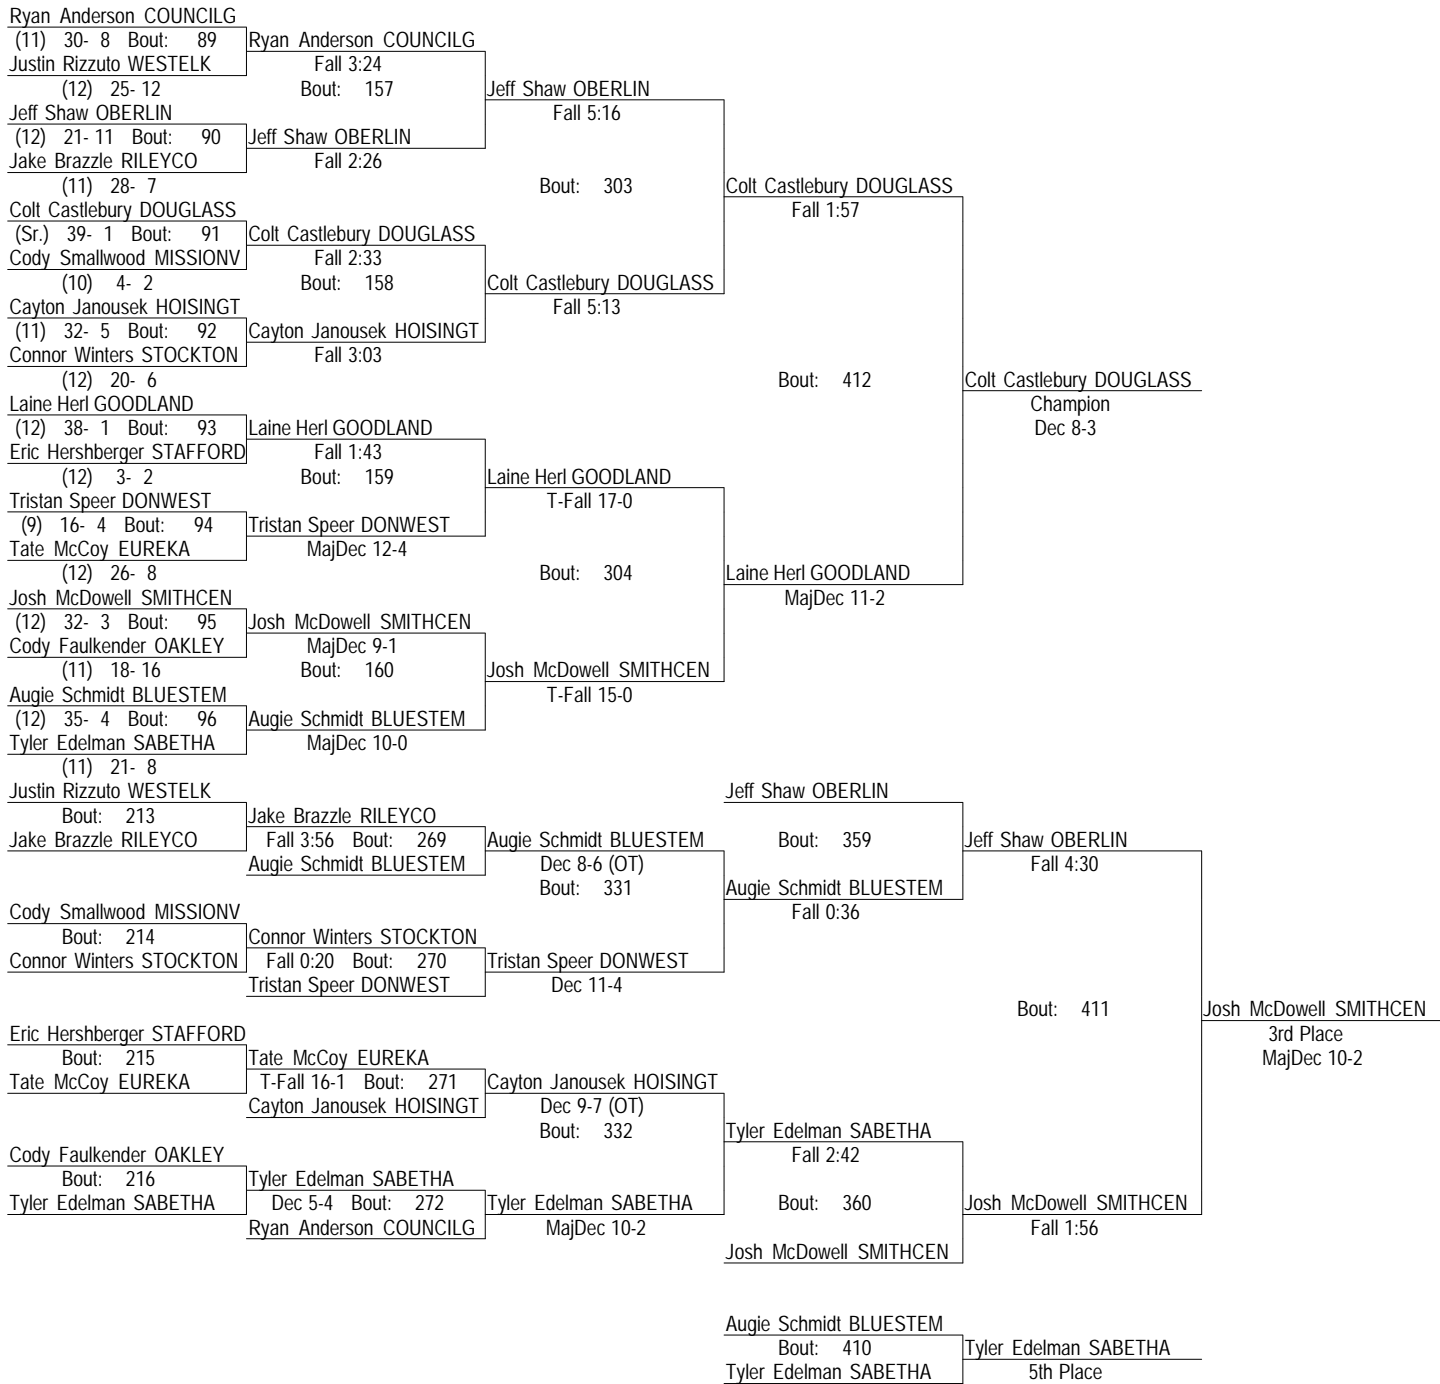 Ryan Anderson COUNCILG
(11) 30- 8 Bout: 89 Ryan Anderson COUNCILG
Justin Rizzuto WESTELK Fall 3:24
(12) 25- 12 Bout: 157 Jeff Shaw OBERLIN
Jeff Shaw OBERLIN Fall 5:16
(12) 21- 11 Bout: 90 Jeff Shaw OBERLIN
Jake Brazzle RILEYCO Fall 2:26
(11) 28- 7 Bout: 303 Colt Castlebury DOUGLASS
Colt Castlebury DOUGLASS Fall 1:57
(Sr.) 39- 1 Bout: 91 Colt Castlebury DOUGLASS
Cody Smallwood MISSIONV Fall 2:33
(10) 4- 2 Bout: 158 Colt Castlebury DOUGLASS
Cayton Janousek HOISINGT Fall 5:13
(11) 32- 5 Bout: 92 Cayton Janousek HOISINGT
Connor Winters STOCKTON Fall 3:03
(12) 20- 6 Bout: 412 Colt Castlebury DOUGLASS
Laine Herl GOODLAND Champion
(12) 38- 1 Bout: 93 Laine Herl GOODLAND Dec 8-3
Eric Hershberger STAFFORD Fall 1:43
(12) 3- 2 Bout: 159 Laine Herl GOODLAND
Tristan Speer DONWEST T-Fall 17-0
(9) 16- 4 Bout: 94 Tristan Speer DONWEST
Tate McCoy EUREKA MajDec 12-4
(12) 26- 8 Bout: 304 Laine Herl GOODLAND
Josh McDowell SMITHCEN MajDec 11-2
(12) 32- 3 Bout: 95 Josh McDowell SMITHCEN
Cody Faulkender OAKLEY MajDec 9-1
(11) 18- 16 Bout: 160 Josh McDowell SMITHCEN
Augie Schmidt BLUESTEM T-Fall 15-0
(12) 35- 4 Bout: 96 Augie Schmidt BLUESTEM
Tyler Edelman SABETHA MajDec 10-0
(11) 21- 8
Justin Rizzuto WESTELK Jeff Shaw OBERLIN
Bout: 213 Jake Brazzle RILEYCO
Jake Brazzle RILEYCO Fall 3:56 Bout: 269 Augie Schmidt BLUESTEM Bout: 359 Jeff Shaw OBERLIN
Augie Schmidt BLUESTEM Dec 8-6 (OT) Fall 4:30
Bout: 331 Augie Schmidt BLUESTEM
Cody Smallwood MISSIONV Fall 0:36
Bout: 214 Connor Winters STOCKTON
Connor Winters STOCKTON Fall 0:20 Bout: 270 Tristan Speer DONWEST
Tristan Speer DONWEST Dec 11-4
Bout: 411 Josh McDowell SMITHCEN
Eric Hershberger STAFFORD 3rd Place
Bout: 215 Tate McCoy EUREKA MajDec 10-2
Tate McCoy EUREKA T-Fall 16-1 Bout: 271 Cayton Janousek HOISINGT
Cayton Janousek HOISINGT Dec 9-7 (OT)
Bout: 332 Tyler Edelman SABETHA
Cody Faulkender OAKLEY Fall 2:42
Bout: 216 Tyler Edelman SABETHA
Tyler Edelman SABETHA Dec 5-4 Bout: 272 Tyler Edelman SABETHA Bout: 360 Josh McDowell SMITHCEN
Ryan Anderson COUNCILG MajDec 10-2 Fall 1:56
Josh McDowell SMITHCEN
Augie Schmidt BLUESTEM
Bout: 410 Tyler Edelman SABETHA
Tyler Edelman SABETHA 5th Place